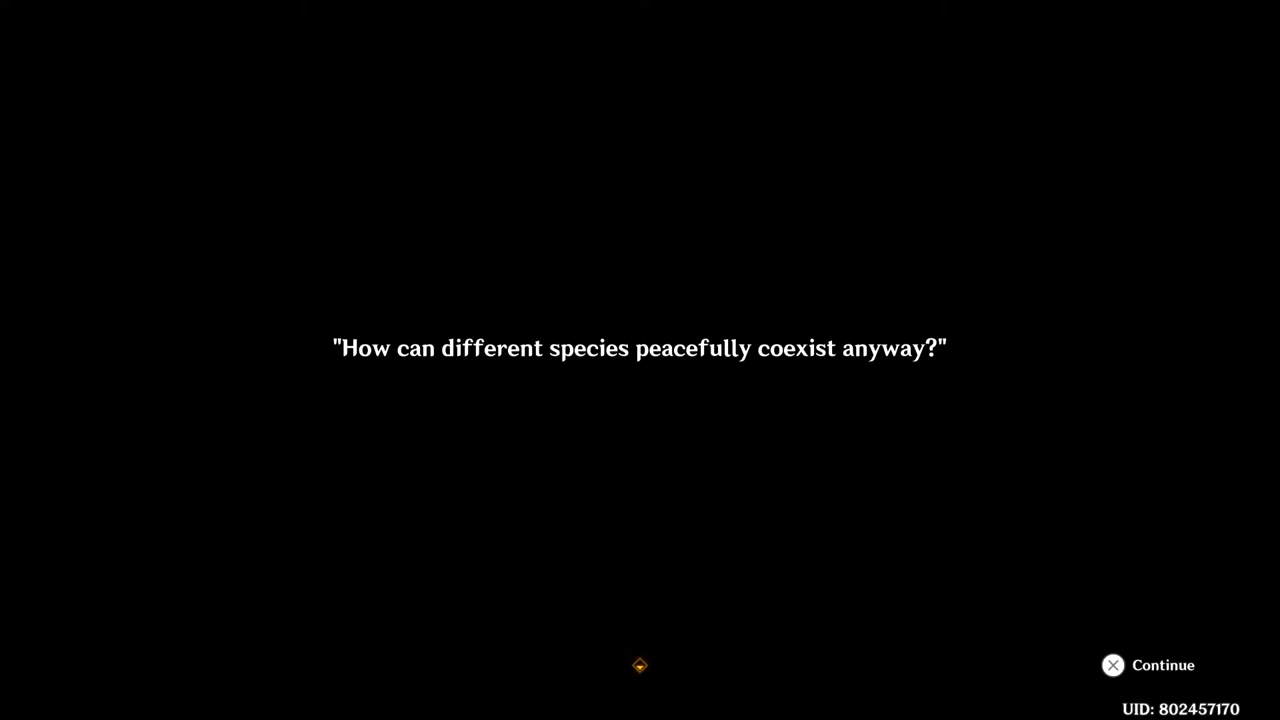 "How can different species peacefully coexist anyway?"
Continue
UID: 802457170